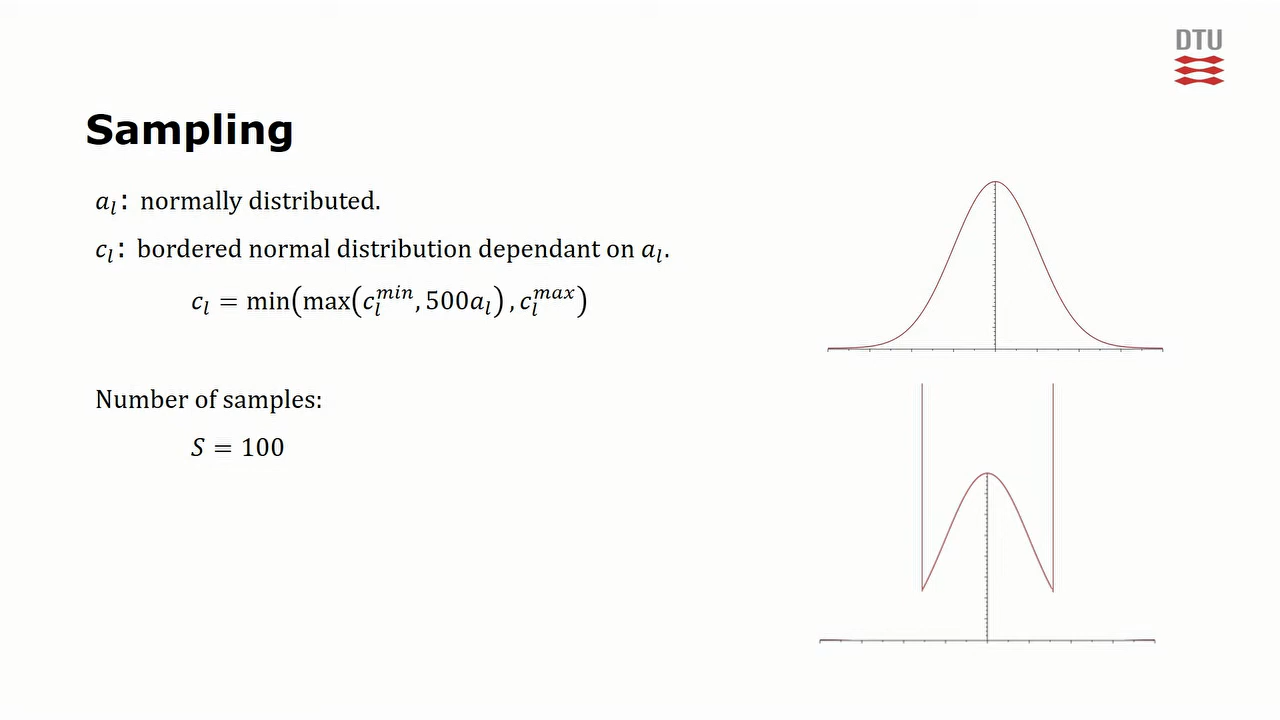 DTU
Sampling
a_l: normally distributed.
c_l: bordered normal distribution dependant on a_l.
c_l = min(max(c_l^min, 500a_l), c_l^max)
Number of samples:
S = 100